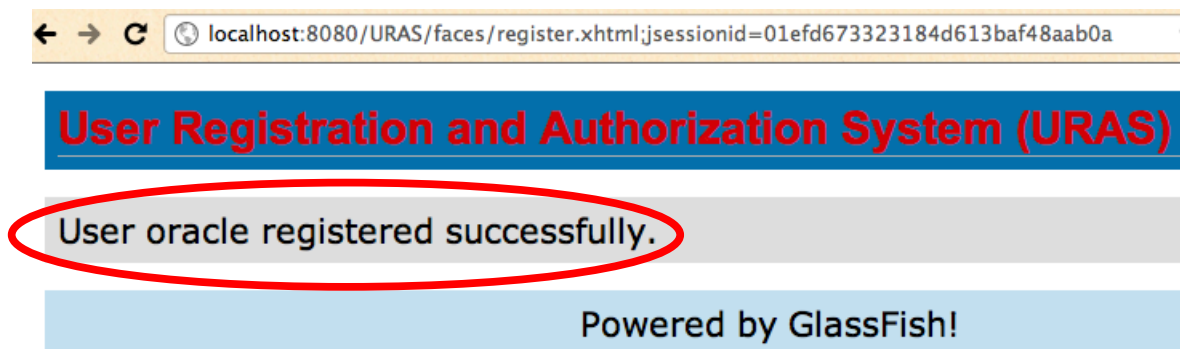 localhost:8080/URAS/faces/register.xhtml;jsessionid=01efd673323184d613baf48aab0a
User Registration and Authorization System (URAS)
User oracle registered successfully.
Powered by GlassFish!